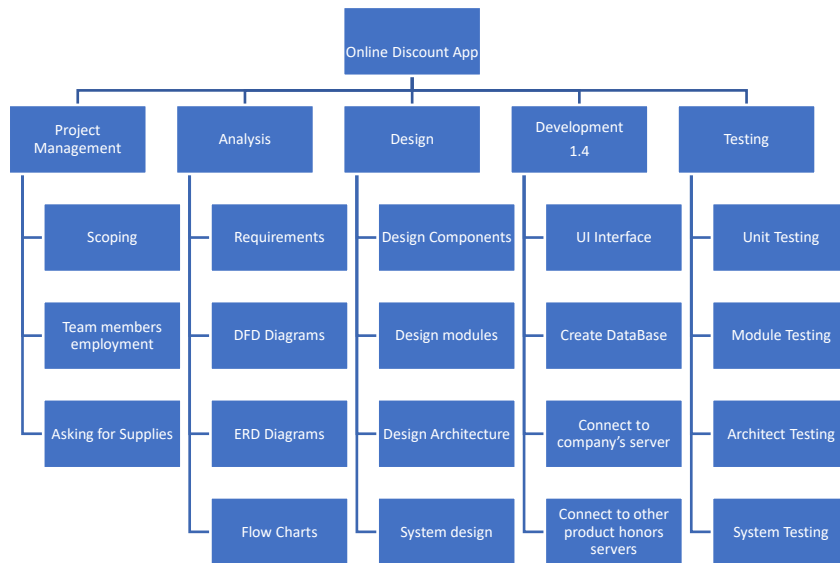 Online Discount App
Project
Management
Analysis
Design
Development
1.4
Testing
Scoping
Requirements
Design Components
UI Interface
Unit Testing
Team members
employment
DFD Diagrams
Design modules
Create DataBase
Module Testing
Asking for Supplies
ERD Diagrams
Design Architecture
Connect to
company's server
Architect Testing
Flow Charts
System design
Connect to other
product honors
servers
System Testing